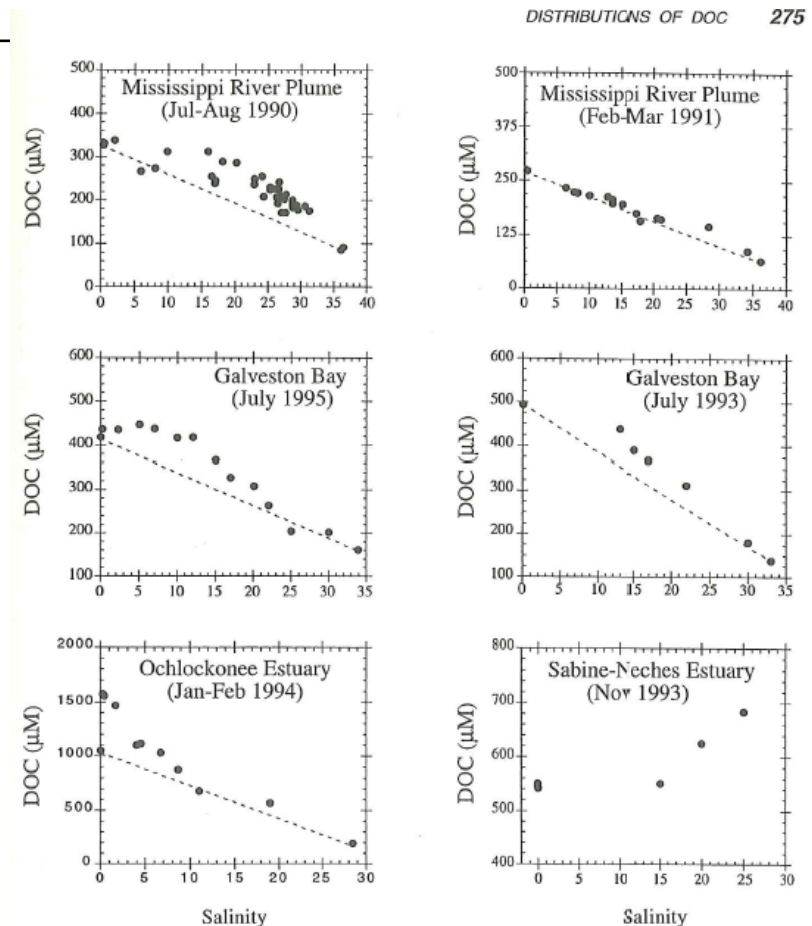 DISTRIBUTIONS OF DOC 275
Mississippi River Plume
(Jul-Aug 1990)
DOC (µM)
500
400
300
200
100
0
0 5 10 15 20 25 30 35 40
Mississippi River Plume
(Feb-Mar 1991)
DOC (µM)
500
375
250
125
0
0 5 10 15 20 25 30 35 40
Galveston Bay
(July 1995)
DOC (µM)
600
500
400
300
200
100
0 5 10 15 20 25 30 35
Galveston Bay
(July 1993)
DOC (µM)
600
500
400
300
200
100
0 5 10 15 20 25 30 35
Ochlockonee Estuary
(Jan-Feb 1994)
DOC (µM)
2000
1500
1000
500
0
0 5 10 15 20 25 30
Salinity
Sabine-Neches Estuary
(Nov 1993)
DOC (µM)
800
700
600
500
400
0 5 10 15 20 25 30
Salinity